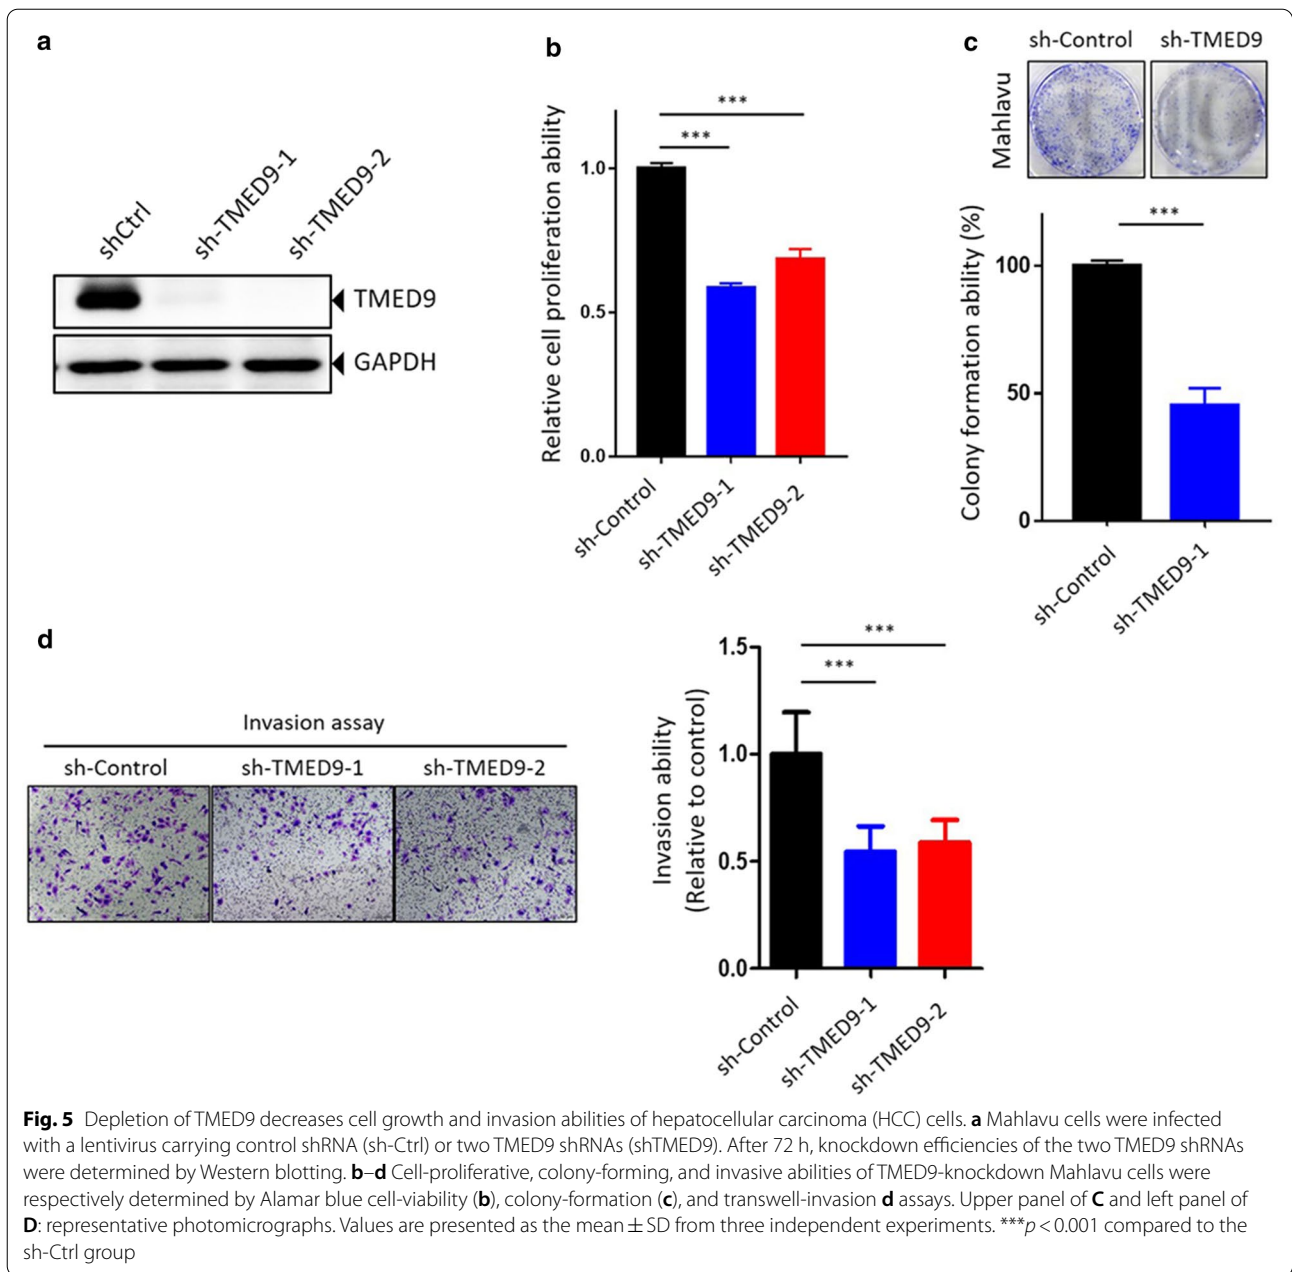 a
shCtrl
sh-TMED9-1
sh-TMED9-2
TMED9
GAPDH
b
Relative cell proliferation ability
***
***
1.0
0.5
0.0
sh-Control
sh-TMED9-1
sh-TMED9-2
c
sh-Control sh-TMED9
Mahlavu
Colony formation ability (%)
***
100
50
0
sh-Control
sh-TMED9-1
d
Invasion assay
sh-Control sh-TMED9-1 sh-TMED9-2
Invasion ability
(Relative to control)
***
***
1.5
1.0
0.5
0.0
sh-Control
sh-TMED9-1
sh-TMED9-2
Fig. 5 Depletion of TMED9 decreases cell growth and invasion abilities of hepatocellular carcinoma (HCC) cells. a Mahlavu cells were infected
with a lentivirus carrying control shRNA (sh-Ctrl) or two TMED9 shRNAs (shTMED9). After 72 h, knockdown efficiencies of the two TMED9 shRNAs
were determined by Western blotting. b–d Cell-proliferative, colony-forming, and invasive abilities of TMED9-knockdown Mahlavu cells were
respectively determined by Alamar blue cell-viability (b), colony-formation (c), and transwell-invasion d assays. Upper panel of C and left panel of
D: representative photomicrographs. Values are presented as the mean ± SD from three independent experiments. ***p < 0.001 compared to the
sh-Ctrl group